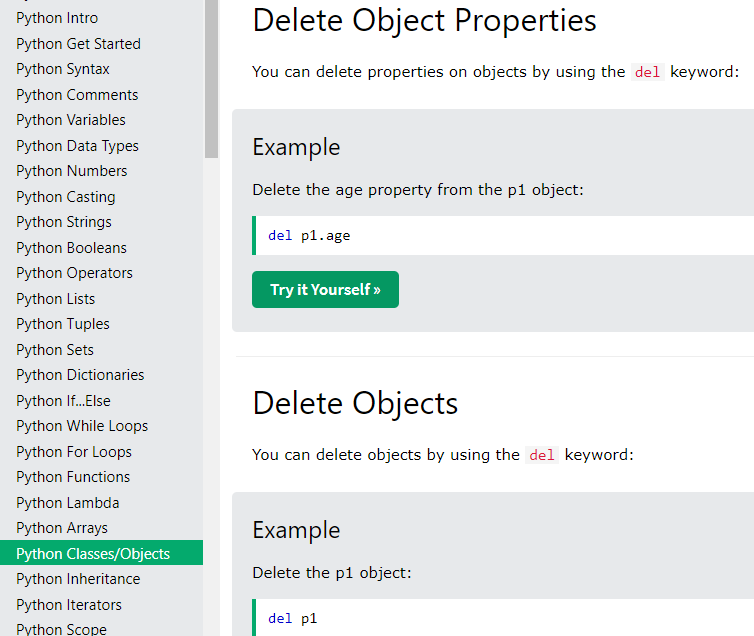 Python Intro
Python Get Started
Python Syntax
Python Comments
Python Variables
Python Data Types
Python Numbers
Python Casting
Python Strings
Python Booleans
Python Operators
Python Lists
Python Tuples
Python Sets
Python Dictionaries
Python If...Else
Python While Loops
Python For Loops
Python Functions
Python Lambda
Python Arrays
Python Classes/Objects
Python Inheritance
Python Iterators
Python Scope
Delete Object Properties
You can delete properties on objects by using the del keyword:
Example
Delete the age property from the p1 object:
del p1.age
Try it Yourself »
Delete Objects
You can delete objects by using the del keyword:
Example
Delete the p1 object:
del p1